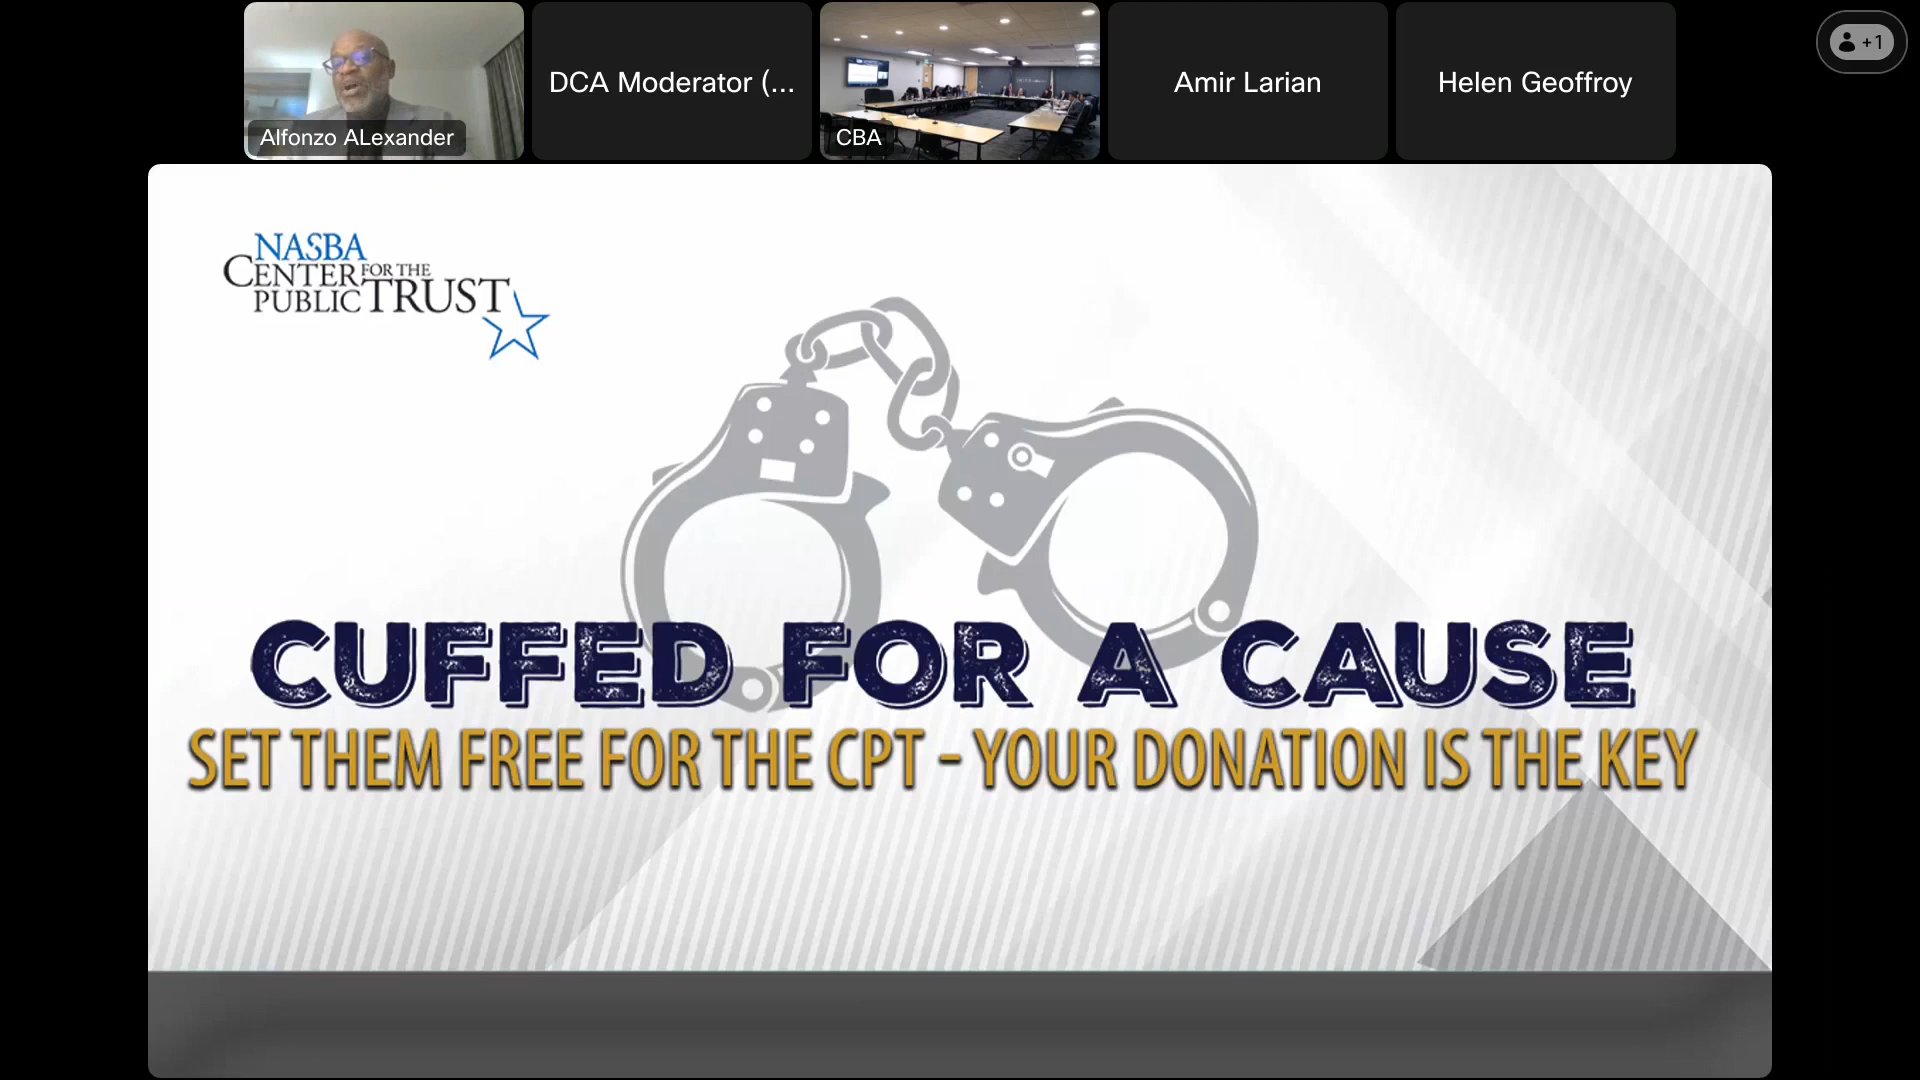 Alfonzo ALexander
DCA Moderator (...
CBA
Amir Larian
Helen Geoffroy
+1
NASBA
CENTER FOR THE
PUBLIC TRUST
CUFFED FOR A CAUSE
SET THEM FREE FOR THE CPT - YOUR DONATION IS THE KEY